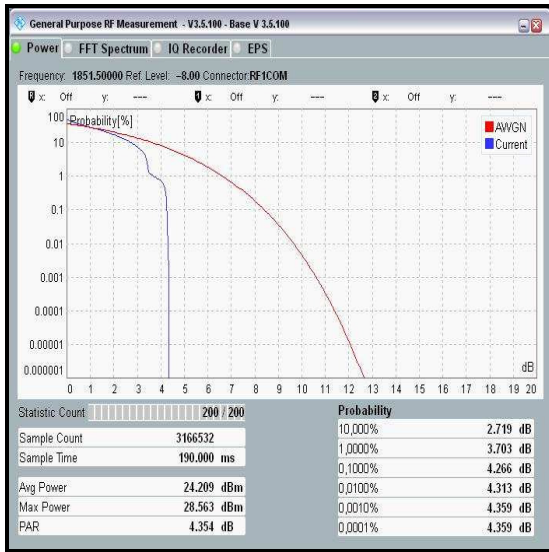 General Purpose RF Measurement - V3.5.100 - Base V 3.5.100
Power FFT Spectrum IQ Recorder EPS
Frequency: 1851.50000 Ref. Level: -8.00 Connector:RF1COM
0 x: Off y: --- 1 x: Off y: --- 2 x: Off y: ---
Probability[%]
AWGN
Current
100
10
1
0.1
0.01
0.001
0.0001
0.00001
0.000001
dB
0 1 2 3 4 5 6 7 8 9 10 11 12 13 14 15 16 17 18 19 20
Statistic Count 200 / 200
Sample Count 3166532
Sample Time 190.000 ms
Avg Power 24.209 dBm
Max Power 28.563 dBm
PAR 4.354 dB
Probability
10,000% 2.719 dB
1,0000% 3.703 dB
0,1000% 4.266 dB
0,0100% 4.313 dB
0,0010% 4.359 dB
0,0001% 4.359 dB